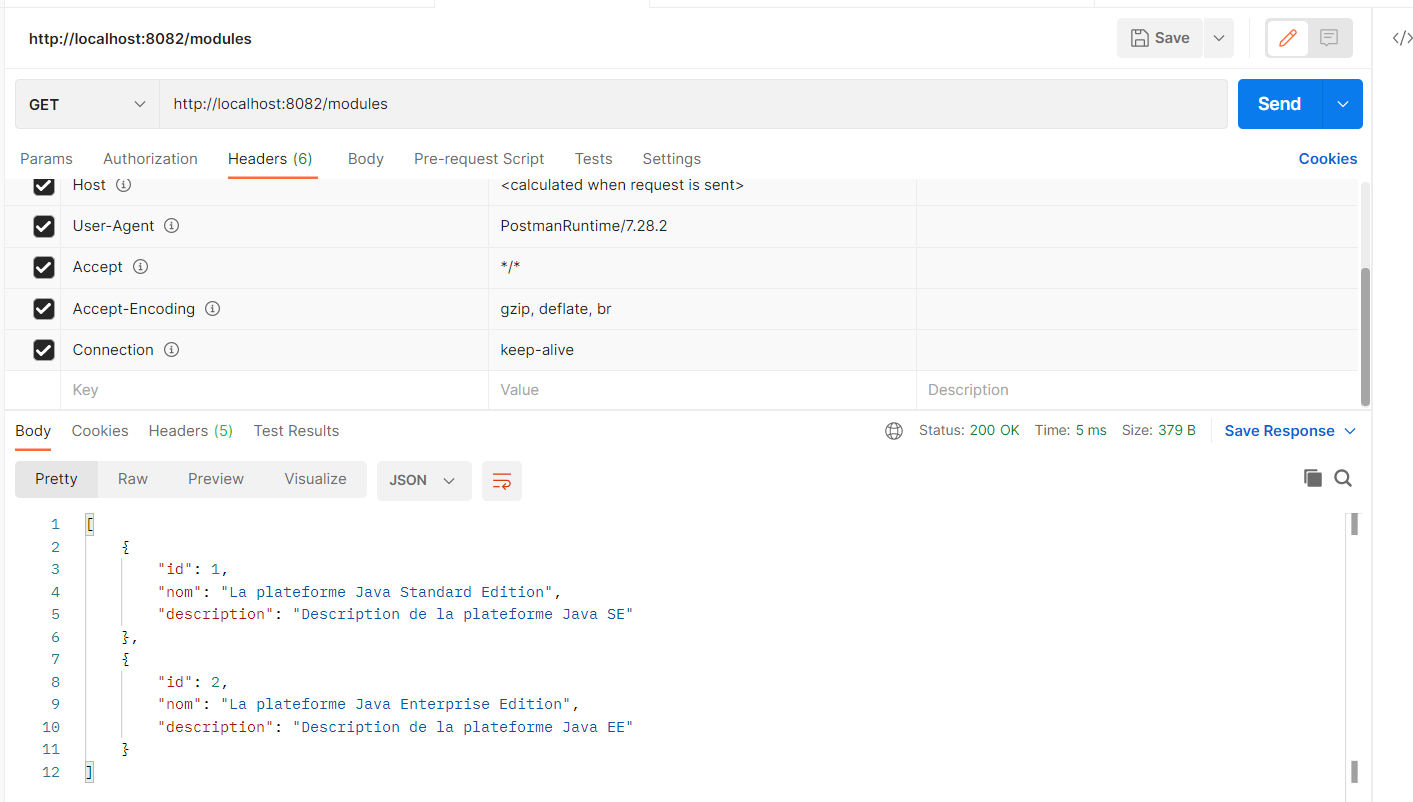 http://localhost:8082/modules Save </>
GET http://localhost:8082/modules Send
Params Authorization Headers (6) Body Pre-request Script Tests Settings Cookies
Host <calculated when request is sent>
User-Agent PostmanRuntime/7.28.2
Accept */*
Accept-Encoding gzip, deflate, br
Connection keep-alive
Key Value Description
Body Cookies Headers (5) Test Results Status: 200 OK Time: 5 ms Size: 379 B Save Response
Pretty Raw Preview Visualize JSON
1 [
2 {
3 "id": 1,
4 "nom": "La plateforme Java Standard Edition",
5 "description": "Description de la plateforme Java SE"
6 },
7 {
8 "id": 2,
9 "nom": "La plateforme Java Enterprise Edition",
10 "description": "Description de la plateforme Java EE"
11 }
12 ]